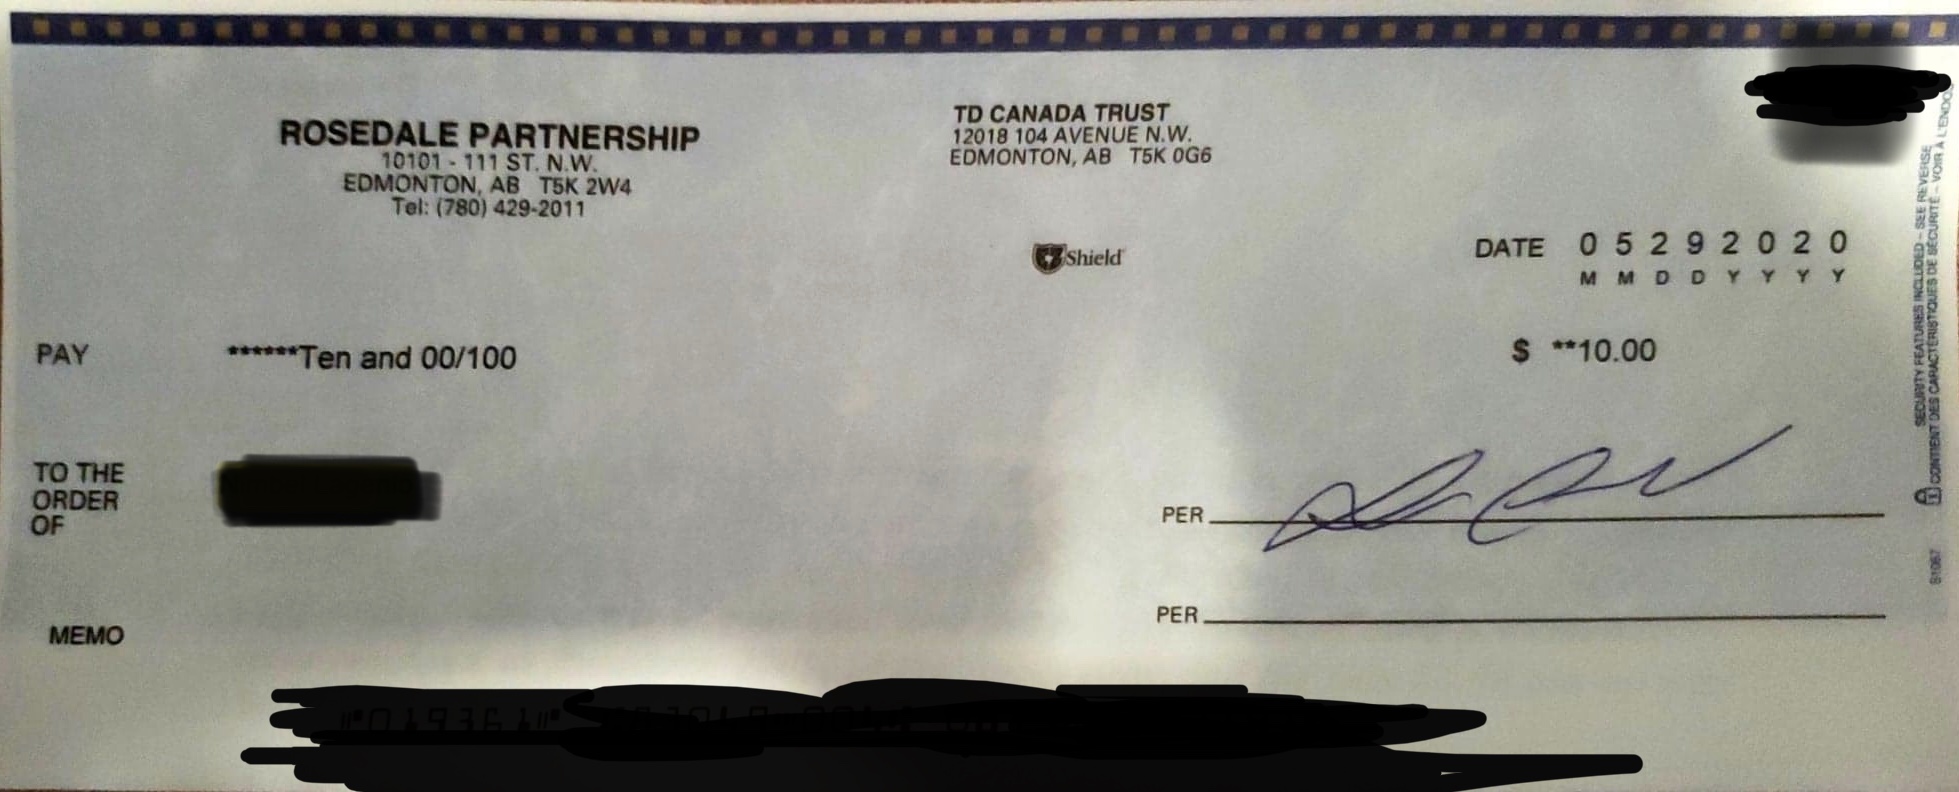 ROSEDALE PARTNERSHIP
10101 - 111 ST. N.W.
EDMONTON, AB T5K 2W4
Tel: (780) 429-2011
TD CANADA TRUST
12018 104 AVENUE N.W.
EDMONTON, AB T5K 0G6
Shield
DATE 0 5 2 9 2 0 2 0
M M D D Y Y Y Y
PAY ******Ten and 00/100 $ **10.00
TO THE
ORDER
OF
PER
PER
MEMO
SECURITY FEATURES INCLUDED - SEE REVERSE
CONTIENT DES CARACTÉRISTIQUES DE SÉCURITÉ - VOIR À L'ENDOS